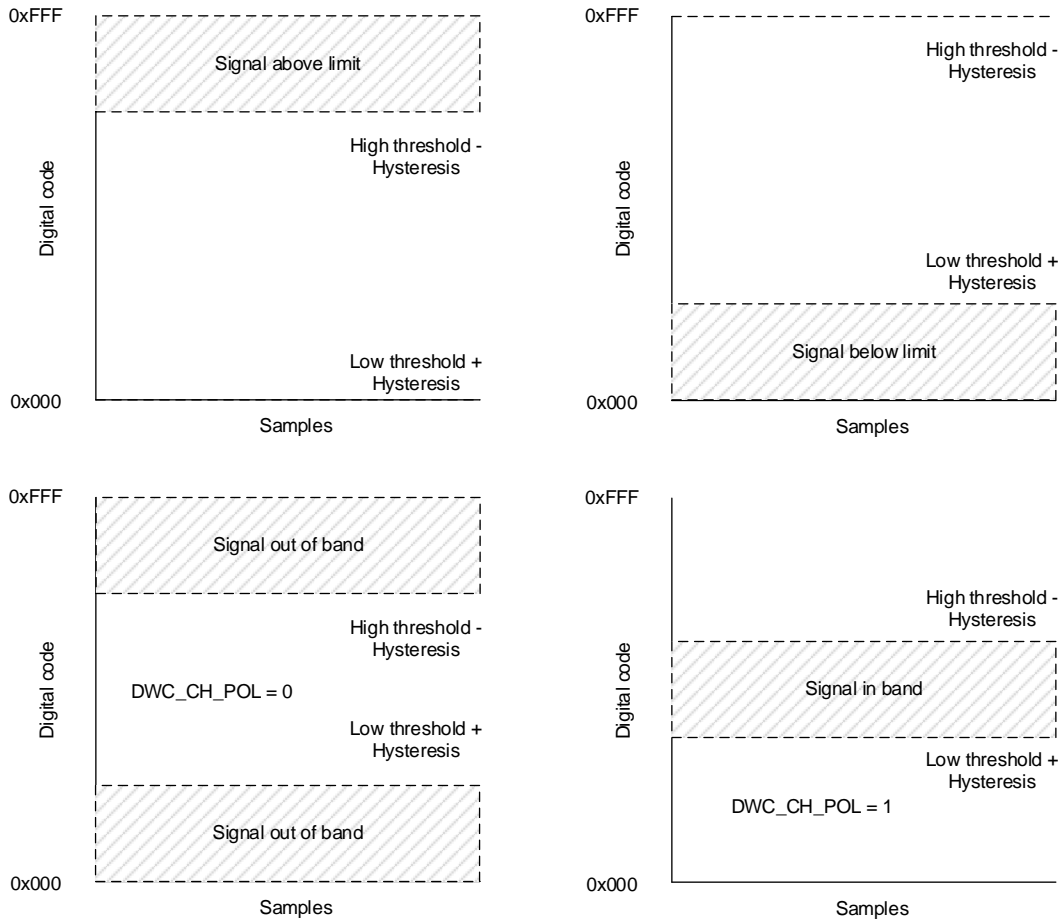 0xFFF
Signal above limit
High threshold -
Hysteresis
Digital code
Low threshold +
Hysteresis
0x000
Samples
High threshold -
Hysteresis
Digital code
Low threshold +
Hysteresis
Signal below limit
0xFFF
0x000
Samples
0xFFF
Signal out of band
High threshold -
Hysteresis
DWC_CH_POL = 0
Digital code
Low threshold +
Hysteresis
Signal out of band
0x000
Samples
0xFFF
High threshold -
Hysteresis
Signal in band
Digital code
Low threshold +
Hysteresis
DWC_CH_POL = 1
0x000
Samples